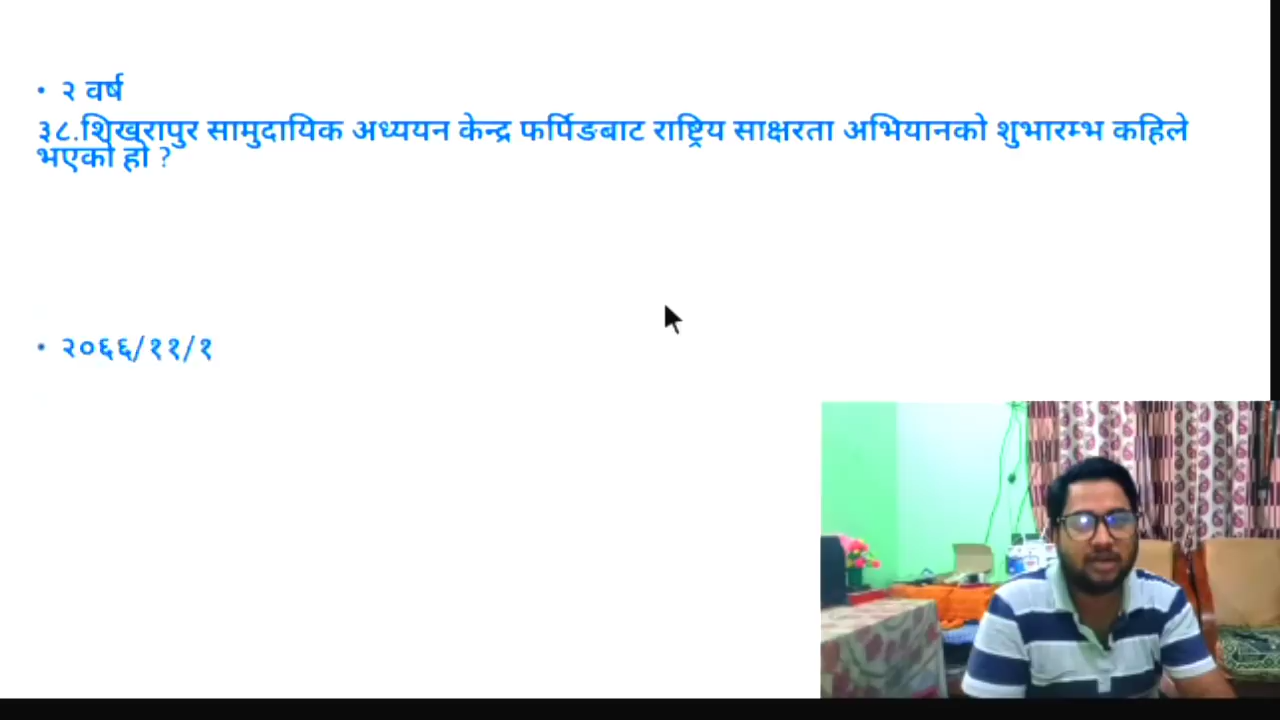 • २ वर्ष
३८.शिखरापुर सामुदायिक अध्ययन केन्द्र फर्पिङबाट राष्ट्रिय साक्षरता अभियानको शुभारम्भ कहिले
भएको हो ?
• २०६६/११/१